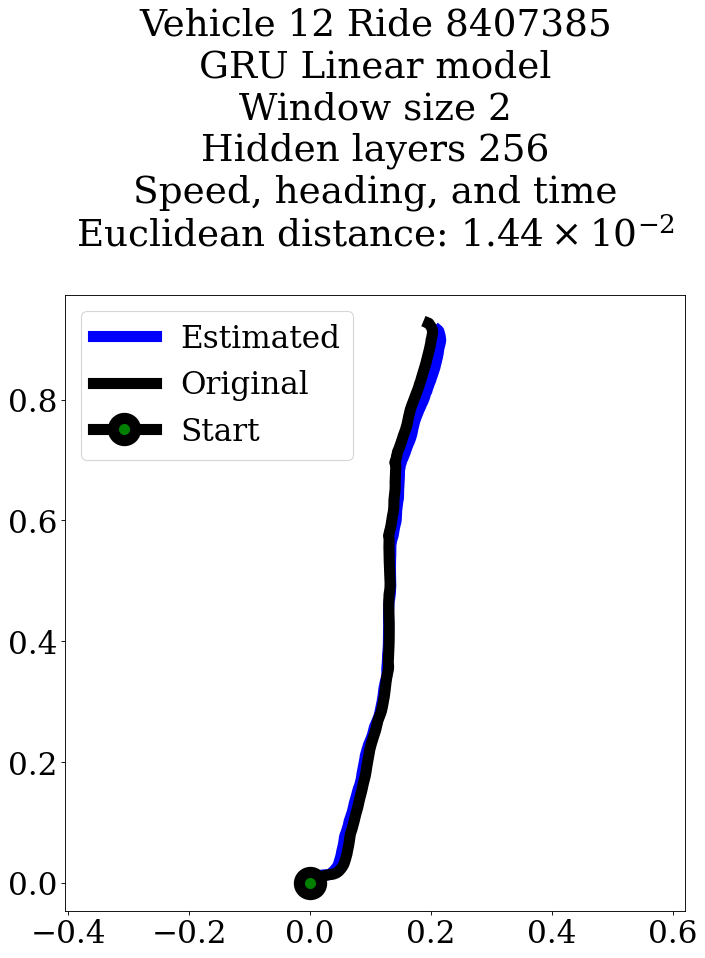 Vehicle 12 Ride 8407385
GRU Linear model
Window size 2
Hidden layers 256
Speed, heading, and time
Euclidean distance: 1.44 × 10⁻²
Estimated
Original
Start
0.8
0.6
0.4
0.2
0.0
−0.4 −0.2 0.0 0.2 0.4 0.6